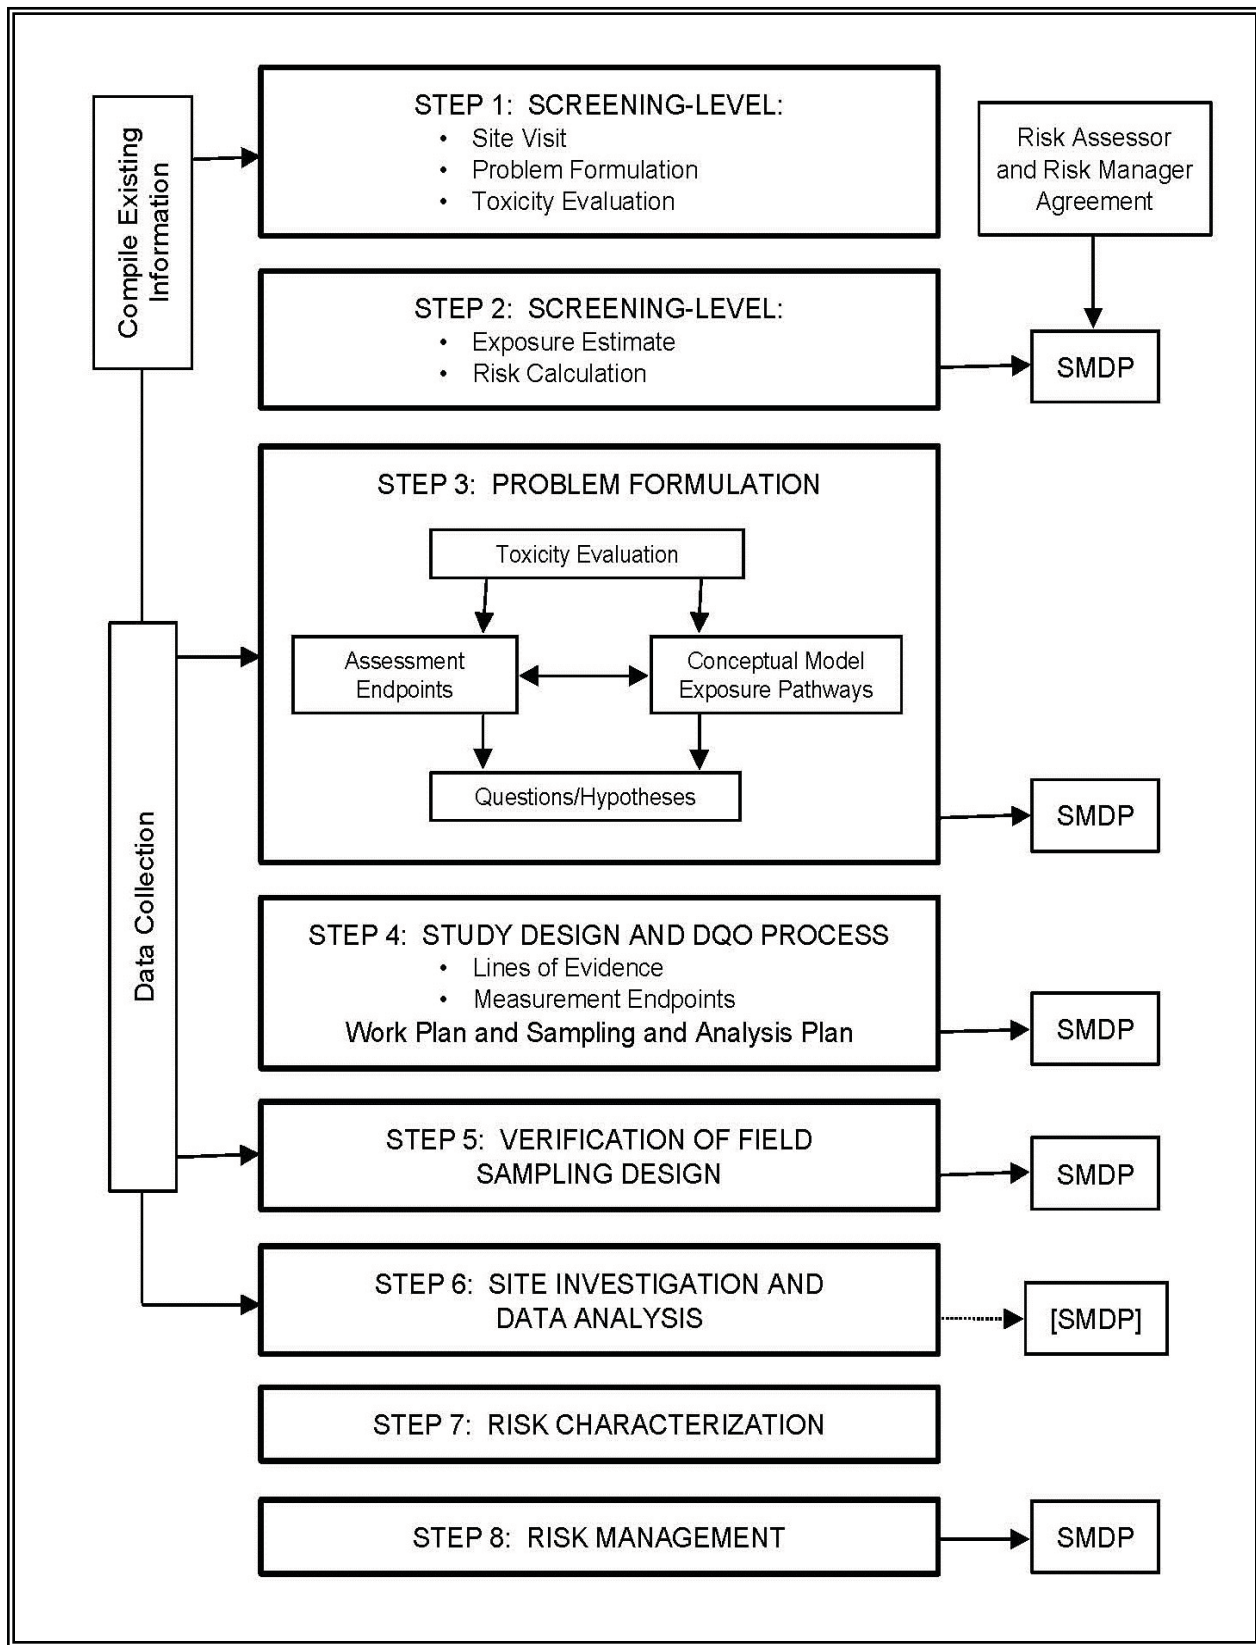 Compile Existing
Information
STEP 1: SCREENING-LEVEL:
• Site Visit
• Problem Formulation
• Toxicity Evaluation
Risk Assessor
and Risk Manager
Agreement
STEP 2: SCREENING-LEVEL:
• Exposure Estimate
• Risk Calculation
SMDP
Data Collection
STEP 3: PROBLEM FORMULATION
Toxicity Evaluation
Assessment
Endpoints
Conceptual Model
Exposure Pathways
Questions/Hypotheses
SMDP
STEP 4: STUDY DESIGN AND DQO PROCESS
• Lines of Evidence
• Measurement Endpoints
Work Plan and Sampling and Analysis Plan
SMDP
STEP 5: VERIFICATION OF FIELD
SAMPLING DESIGN
SMDP
STEP 6: SITE INVESTIGATION AND
DATA ANALYSIS
[SMDP]
STEP 7: RISK CHARACTERIZATION
STEP 8: RISK MANAGEMENT
SMDP